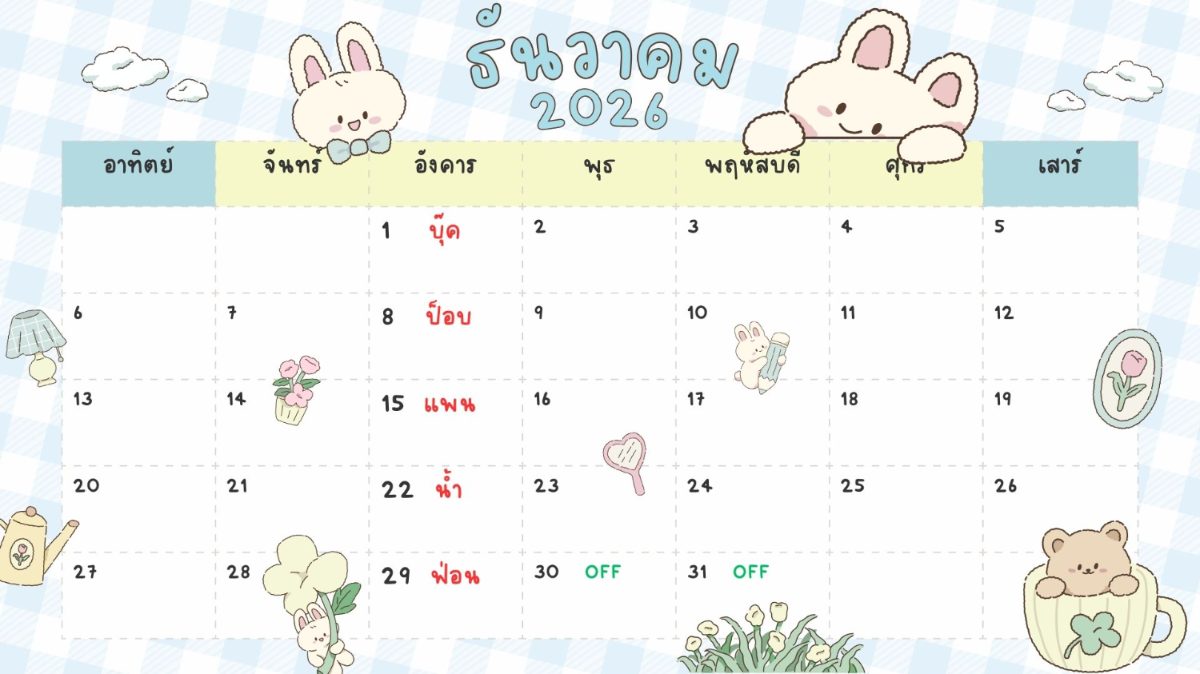 ธันวาคม
2026
อาทิตย์ จันทร์ อังคาร พุธ พฤหัสบดี ศุกร์ เสาร์
1 บุ๊ค 2 3 4 5
6 7 8 ป็อบ 9 10 11 12
13 14 15 แพน 16 17 18 19
20 21 22 น้ำ 23 24 25 26
27 28 29 ฟ่อน 30 OFF 31 OFF